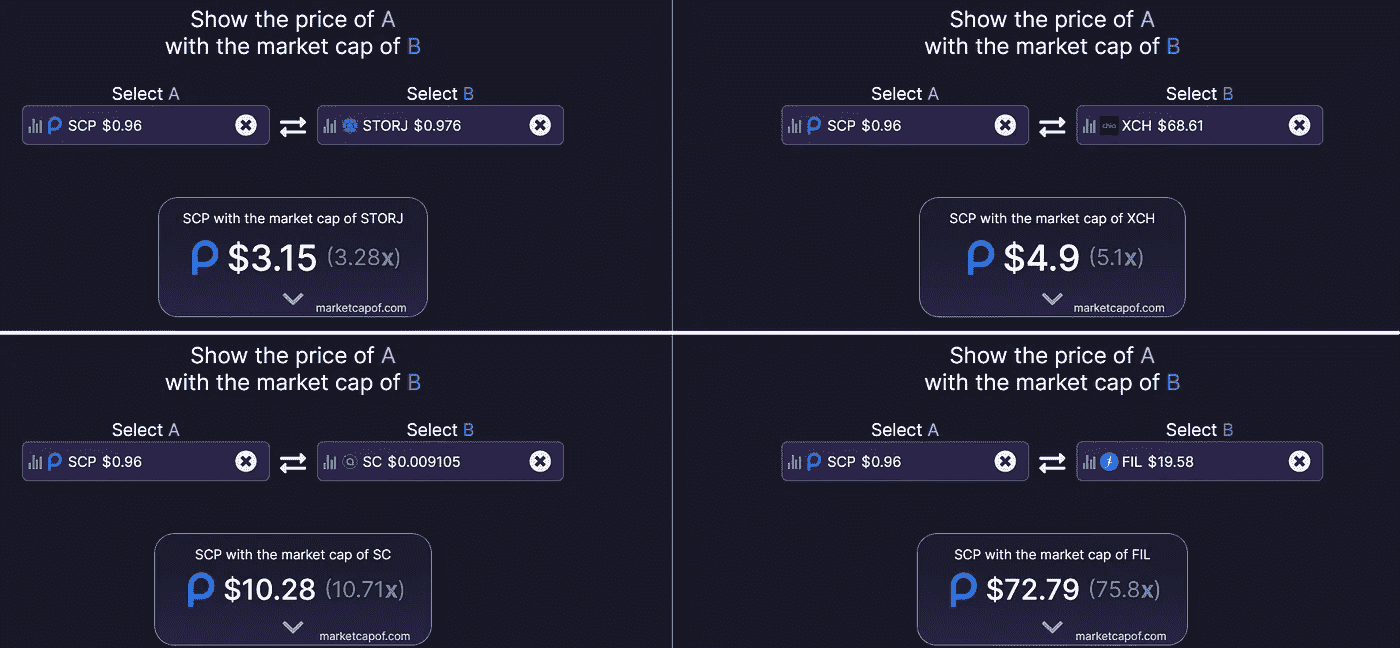 Show the price of A
with the market cap of B
Select A
Select B
SCP $0.96
STORJ $0.976
SCP with the market cap of STORJ
$3.15 (3.28x)
marketcapof.com
Show the price of A
with the market cap of B
Select A
Select B
SCP $0.96
chia
XCH $68.61
SCP with the market cap of XCH
$4.9 (5.1x)
marketcapof.com
Show the price of A
with the market cap of B
Select A
Select B
SCP $0.96
SC $0.009105
SCP with the market cap of SC
$10.28 (10.71x)
marketcapof.com
Show the price of A
with the market cap of B
Select A
Select B
SCP $0.96
FIL $19.58
SCP with the market cap of FIL
$72.79 (75.8x)
marketcapof.com